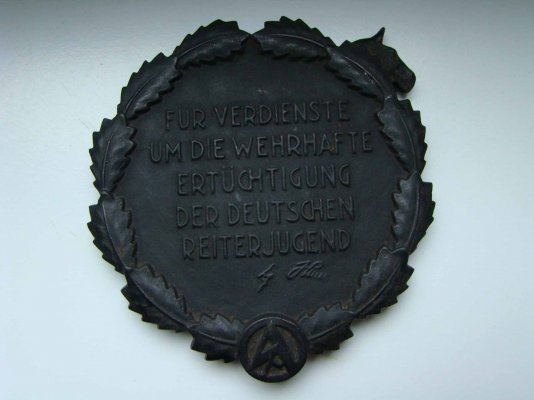 FÜR VERDIENSTE
UM DIE WEHRHAFTE
ERTÜCHTIGUNG
DER DEUTSCHEN
REITERJUGEND